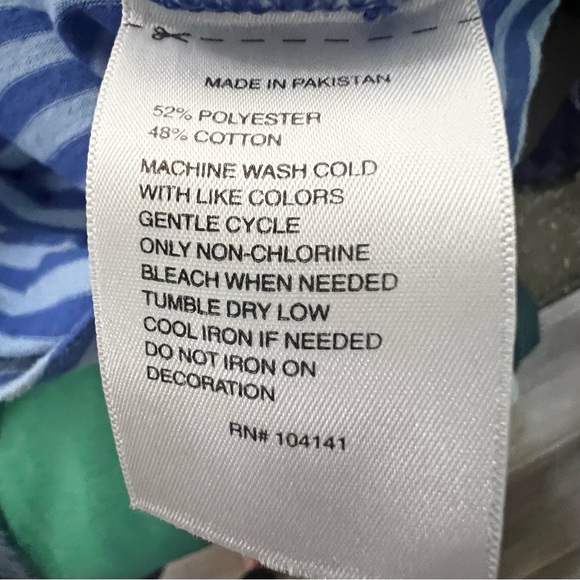 MADE IN PAKISTAN
52% POLYESTER
48% COTTON
MACHINE WASH COLD
WITH LIKE COLORS
GENTLE CYCLE
ONLY NON-CHLORINE
BLEACH WHEN NEEDED
TUMBLE DRY LOW
COOL IRON IF NEEDED
DO NOT IRON ON
DECORATION
RN# 104141